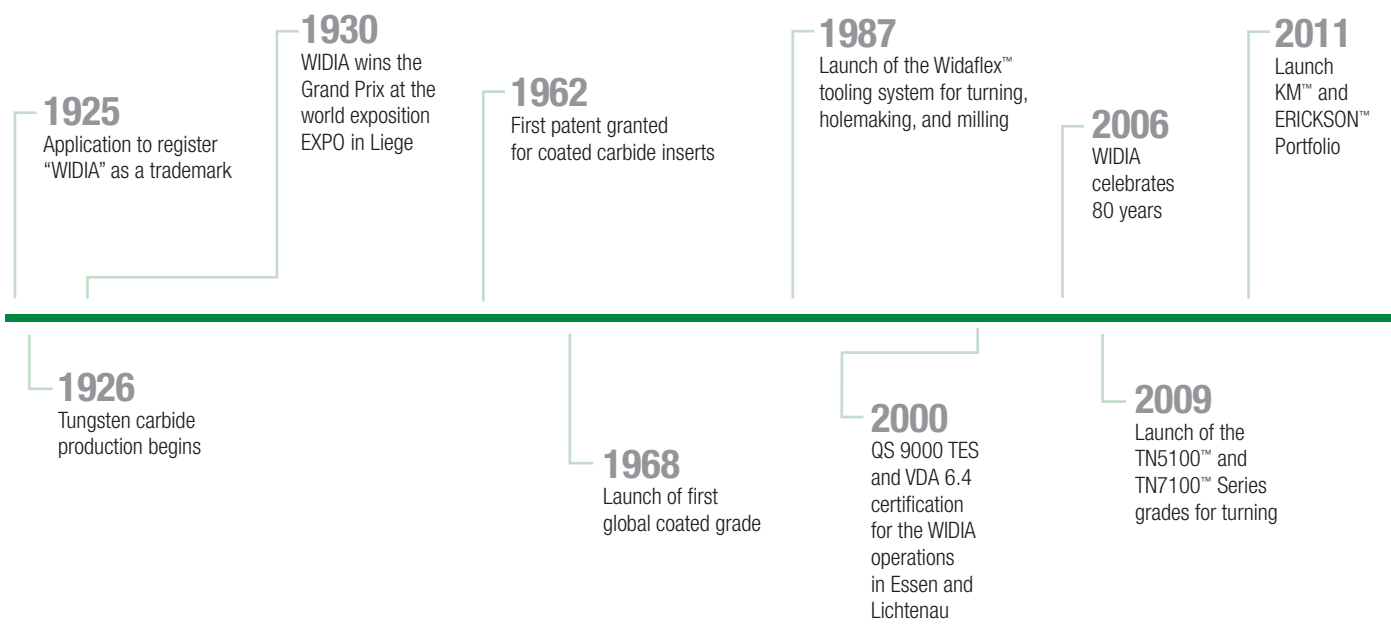 1925
Application to register
“WIDIA” as a trademark
1926
Tungsten carbide
production begins
1930
WIDIA wins the
Grand Prix at the
world exposition
EXPO in Liege
1962
First patent granted
for coated carbide inserts
1968
Launch of first
global coated grade
1987
Launch of the Widaflex™
tooling system for turning,
holemaking, and milling
2000
QS 9000 TES
and VDA 6.4
certification
for the WIDIA
operations
in Essen and
Lichtenau
2006
WIDIA
celebrates
80 years
2009
Launch of the
TN5100™ and
TN7100™ Series
grades for turning
2011
Launch
KM™ and
ERICKSON™
Portfolio